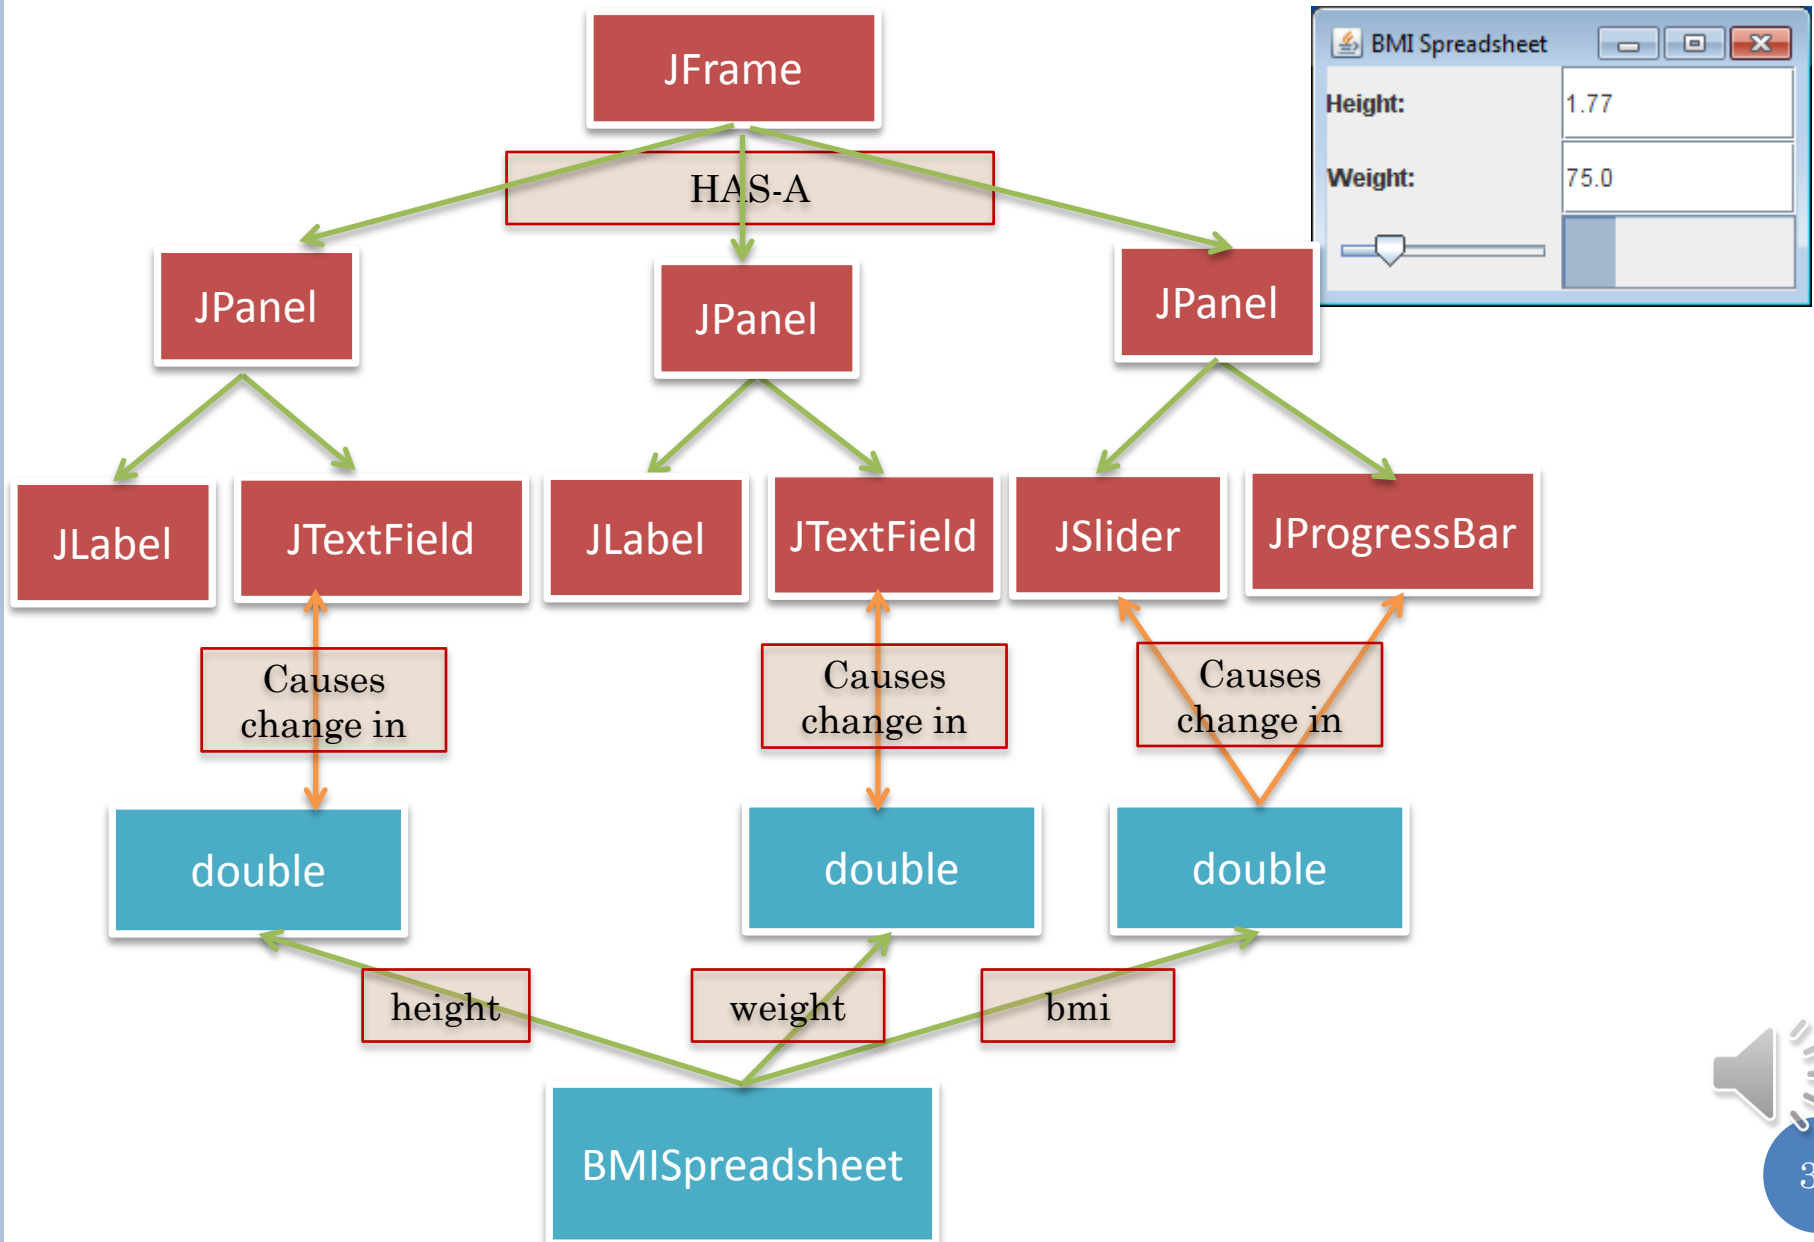 JFrame
BMI Spreadsheet
Height:
1.77
HAS-A
Weight:
75.0
JPanel
JPanel
JPanel
JLabel
JTextField
JLabel
JTextField
JSlider
JProgressBar
Causes
change in
Causes
change in
Causes
change in
double
double
double
height
weight
bmi
BMISpreadsheet
3